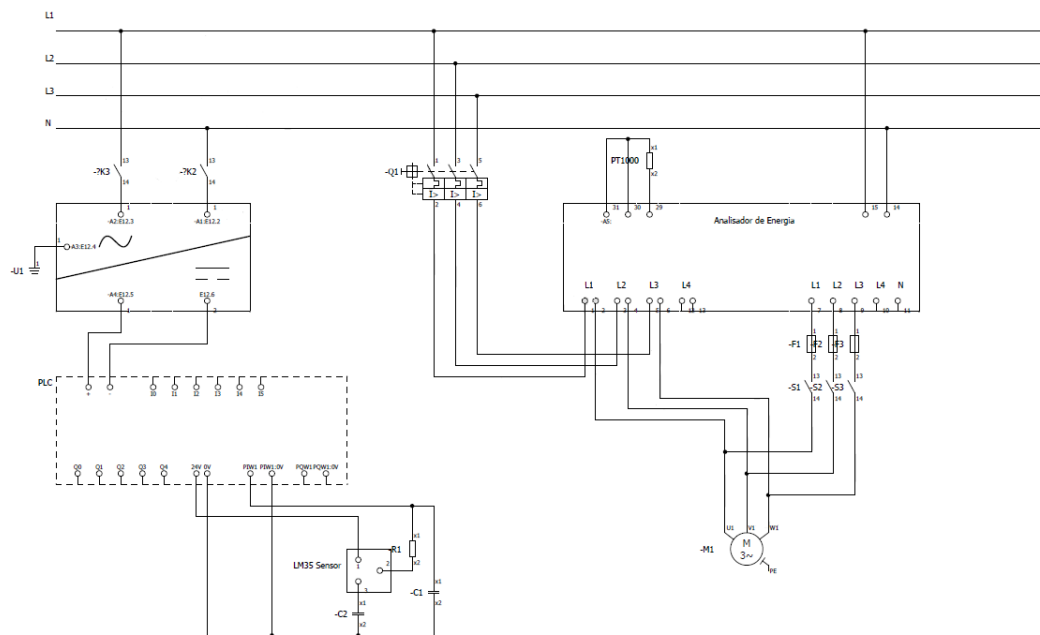 L1
L2
L3
N
-?K3 13 14
-?K2 13 14
-Q1 1 3 5
I> I> I>
2 4 6
PT1000 x1 x2
1 1
-A2:E12.3 -A1:E12.2
1 -A3:E12.4
-U1 1
-A4:E12.5 E12.6
1 2
-A5: 31 30 29 15 14
Analisador de Energia
L1 L2 L3 L4 L1 L2 L3 L4 N
1 2 3 4 5 6 12 13 7 8 9 10 11
-F1 1 2 -F2 1 2 -F3 1 2
-S1 13 14 -S2 13 14 -S3 13 14
PLC
+ - I0 I1 I2 I3 I4 I5
Q0 Q1 Q2 Q3 Q4 24V 0V PIW1 PIW1:0V PQW1 PQW1:0V
U1 V1 W1
-M1 M 3~ PE
LM35 Sensor 1 2 3
-R1 x1 x2
-C1 x1 x2
-C2 x1 x2